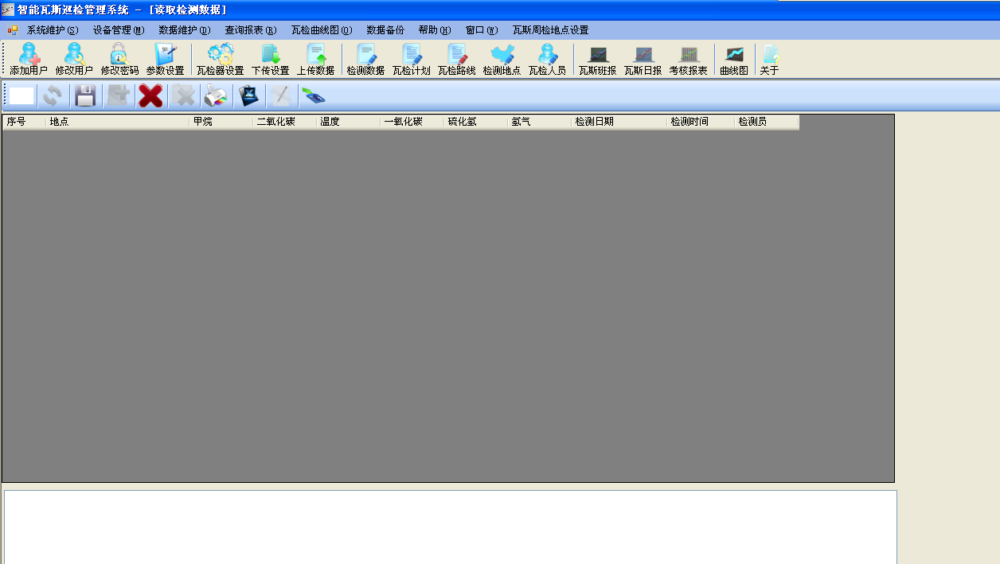 智能瓦斯巡检管理系统 - [读取检测数据]
系统维护(S) 设备管理(M) 数据维护(D) 查询报表(R) 瓦检曲线图(O) 数据备份 帮助(H) 窗口(W) 瓦斯周检地点设置
添加用户 修改用户 修改密码 参数设置 瓦检器设置 下传设置 上传数据 检测数据 瓦检计划 瓦检路线 检测地点 瓦检人员 瓦斯班报 瓦斯日报 考核报表 曲线图 关于
序号 地点 甲烷 二氧化碳 温度 一氧化碳 硫化氢 氢气 检测日期 检测时间 检测员